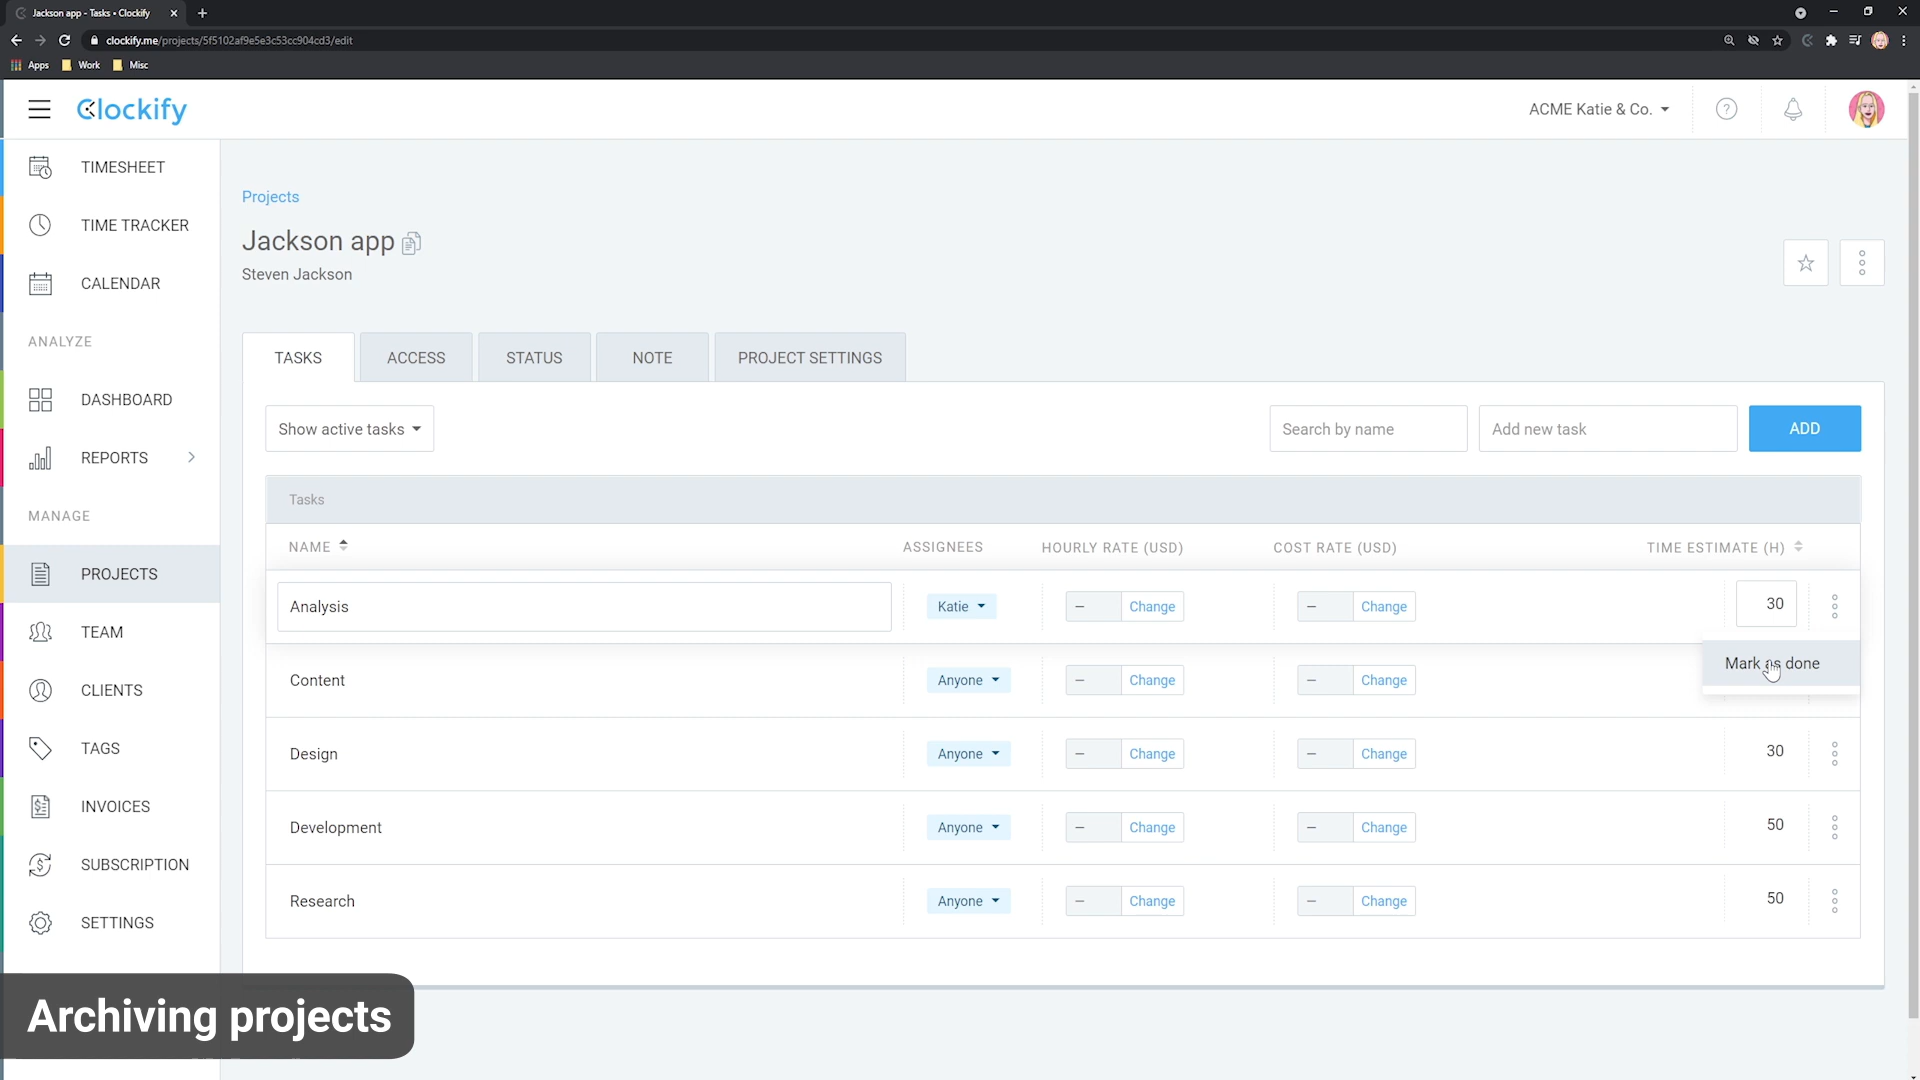 Jackson app - Tasks • Clockify
clockify.me/projects/5f5102af9e5e3c53cc904cd3/edit
Apps Work Misc
Clockify
ACME Katie & Co.
TIMESHEET
TIME TRACKER
CALENDAR
ANALYZE
DASHBOARD
REPORTS
MANAGE
PROJECTS
TEAM
CLIENTS
TAGS
INVOICES
SUBSCRIPTION
SETTINGS
Projects
Jackson app
Steven Jackson
TASKS ACCESS STATUS NOTE PROJECT SETTINGS
Show active tasks Search by name Add new task ADD
Tasks
NAME ASSIGNEES HOURLY RATE (USD) COST RATE (USD) TIME ESTIMATE (H)
Analysis Katie – Change – Change 30
Mark as done
Content Anyone – Change – Change
Design Anyone – Change – Change 30
Development Anyone – Change – Change 50
Research Anyone – Change – Change 50
Archiving projects